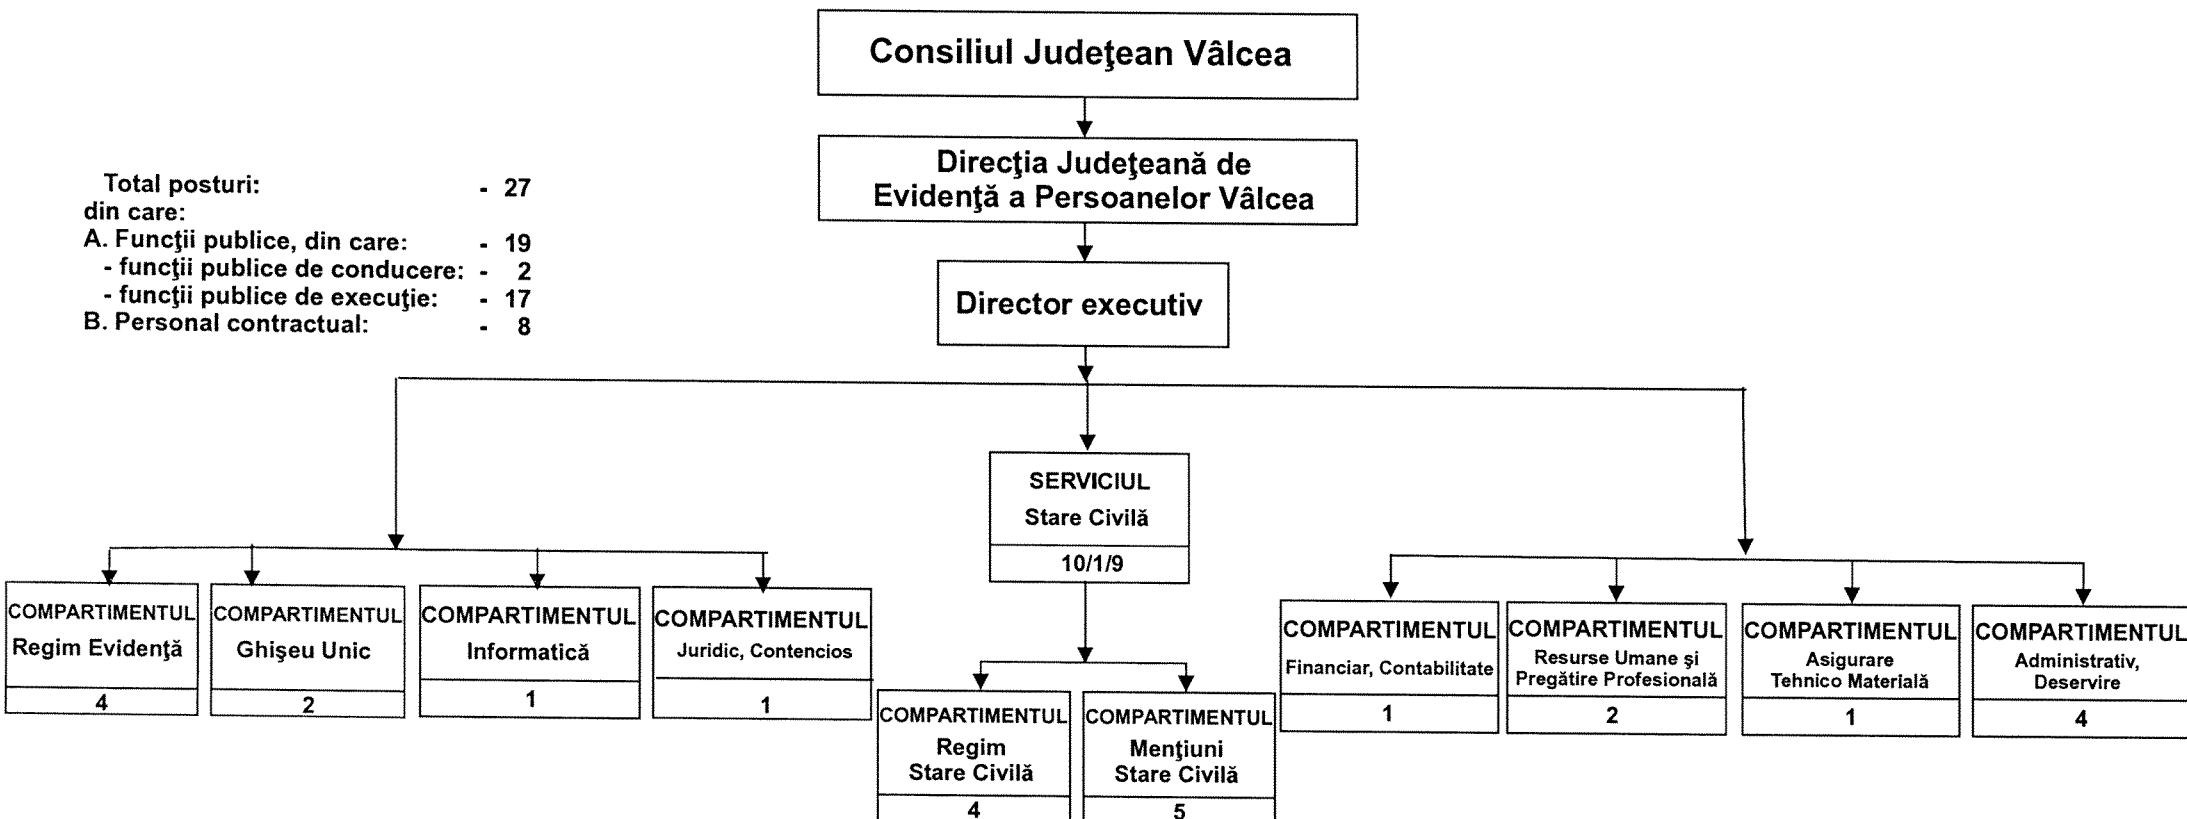 Consiliul Judeţean Vâlcea
Direcţia Judeţeană de
Evidenţă a Persoanelor Vâlcea
Director executiv
Total posturi: - 27
din care:
A. Funcţii publice, din care: - 19
- funcţii publice de conducere: - 2
- funcţii publice de execuţie: - 17
B. Personal contractual: - 8
SERVICIUL
Stare Civilă
10/1/9
COMPARTIMENTUL
Regim Evidenţă
4
COMPARTIMENTUL
Ghişeu Unic
2
COMPARTIMENTUL
Informatică
1
COMPARTIMENTUL
Juridic, Contencios
1
COMPARTIMENTUL
Regim
Stare Civilă
4
COMPARTIMENTUL
Menţiuni
Stare Civilă
5
COMPARTIMENTUL
Financiar, Contabilitate
1
COMPARTIMENTUL
Resurse Umane şi
Pregătire Profesională
2
COMPARTIMENTUL
Asigurare
Tehnico Materială
1
COMPARTIMENTUL
Administrativ,
Deservire
4